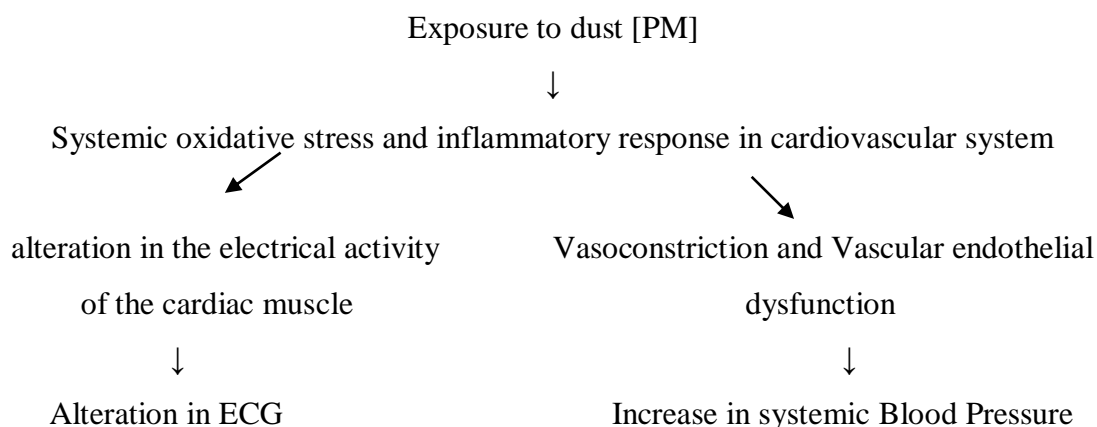 Exposure to dust [PM]
↓
Systemic oxidative stress and inflammatory response in cardiovascular system
alteration in the electrical activity
of the cardiac muscle
↓
Alteration in ECG
Vasoconstriction and Vascular endothelial
dysfunction
↓
Increase in systemic Blood Pressure